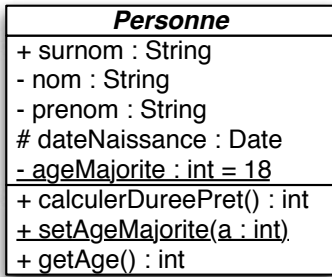 Personne
+ surnom : String
- nom : String
- prenom : String
# dateNaissance : Date
- ageMajorite : int = 18
+ calculerDureePret() : int
+ setAgeMajorite(a : int)
+ getAge() : int